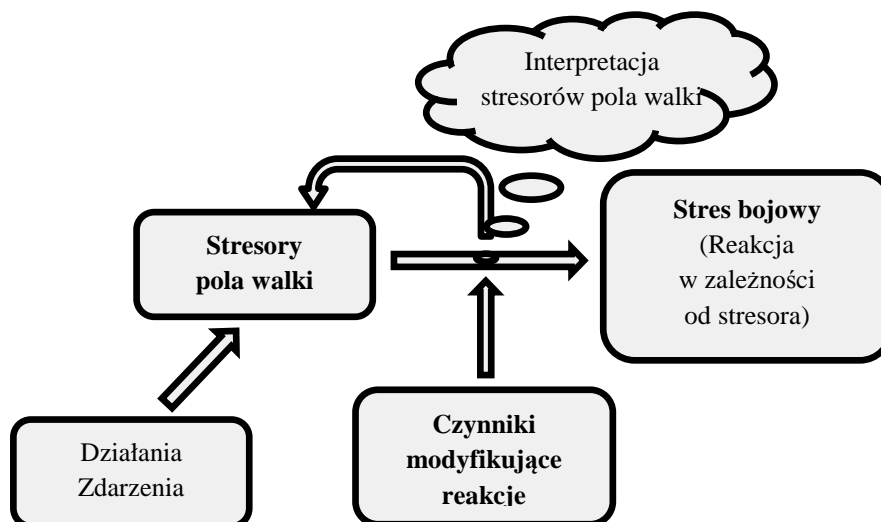 Interpretacja
stresorów pola walki
Stresory
pola walki
Stres bojowy
(Reakcja
w zależności
od stresora)
Działania
Zdarzenia
Czynniki
modyfikujące
reakcje